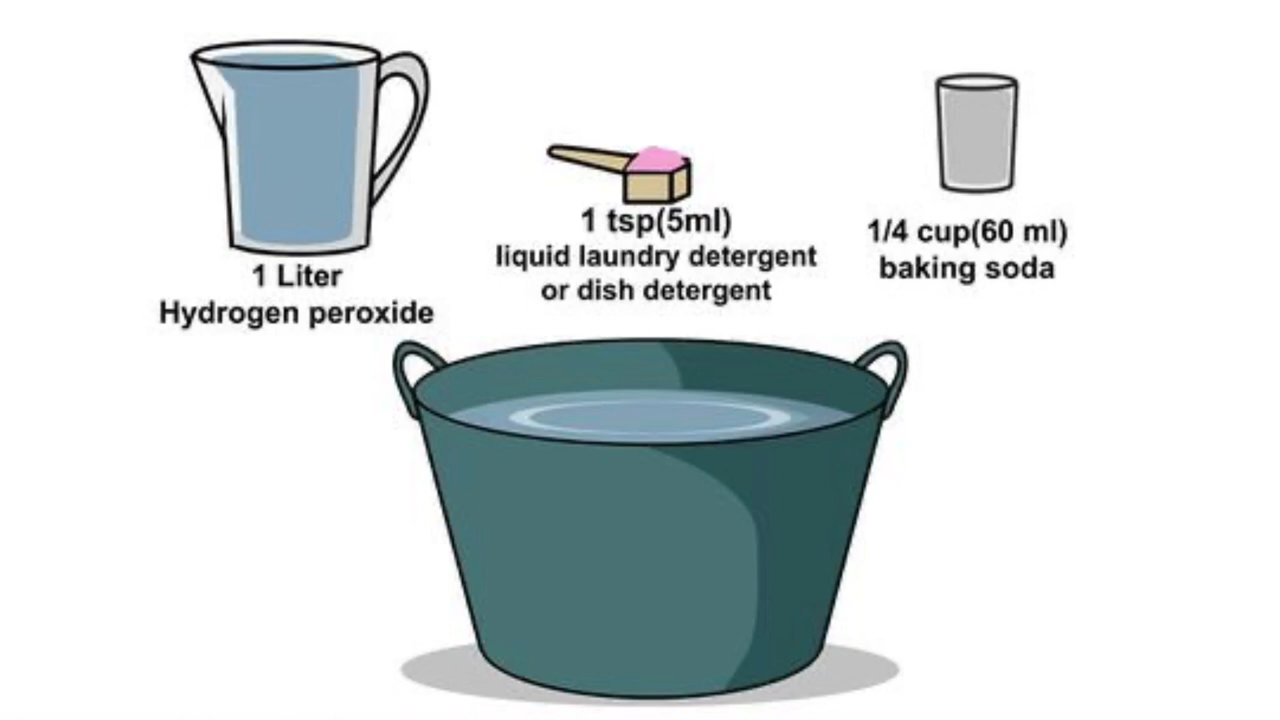 1 Liter
Hydrogen peroxide
1 tsp(5ml)
liquid laundry detergent
or dish detergent
1/4 cup(60 ml)
baking soda